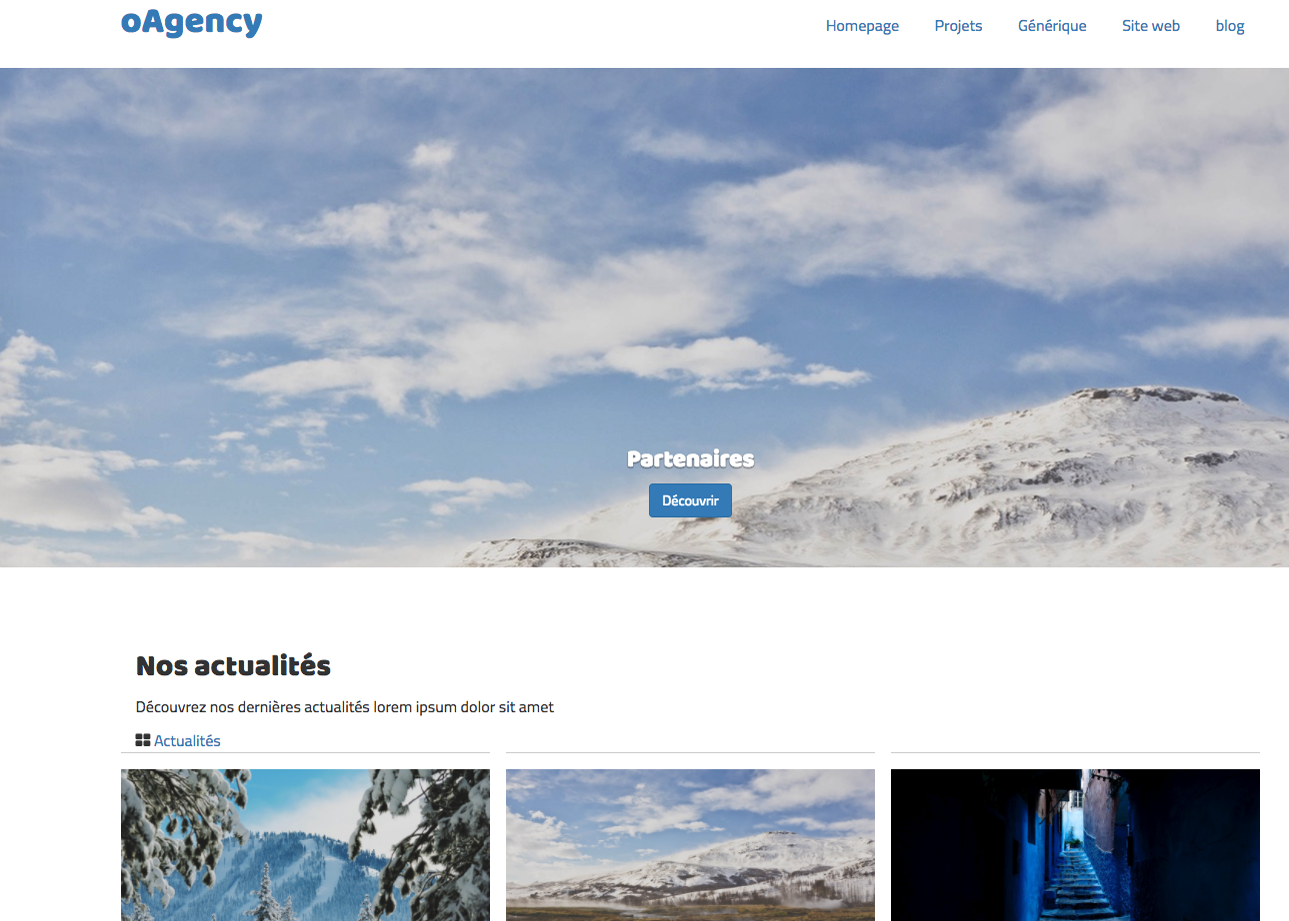 oAgency
Homepage Projets Générique Site web blog
Partenaires
Découvrir
Nos actualités
Découvrez nos dernières actualités lorem ipsum dolor sit amet
Actualités